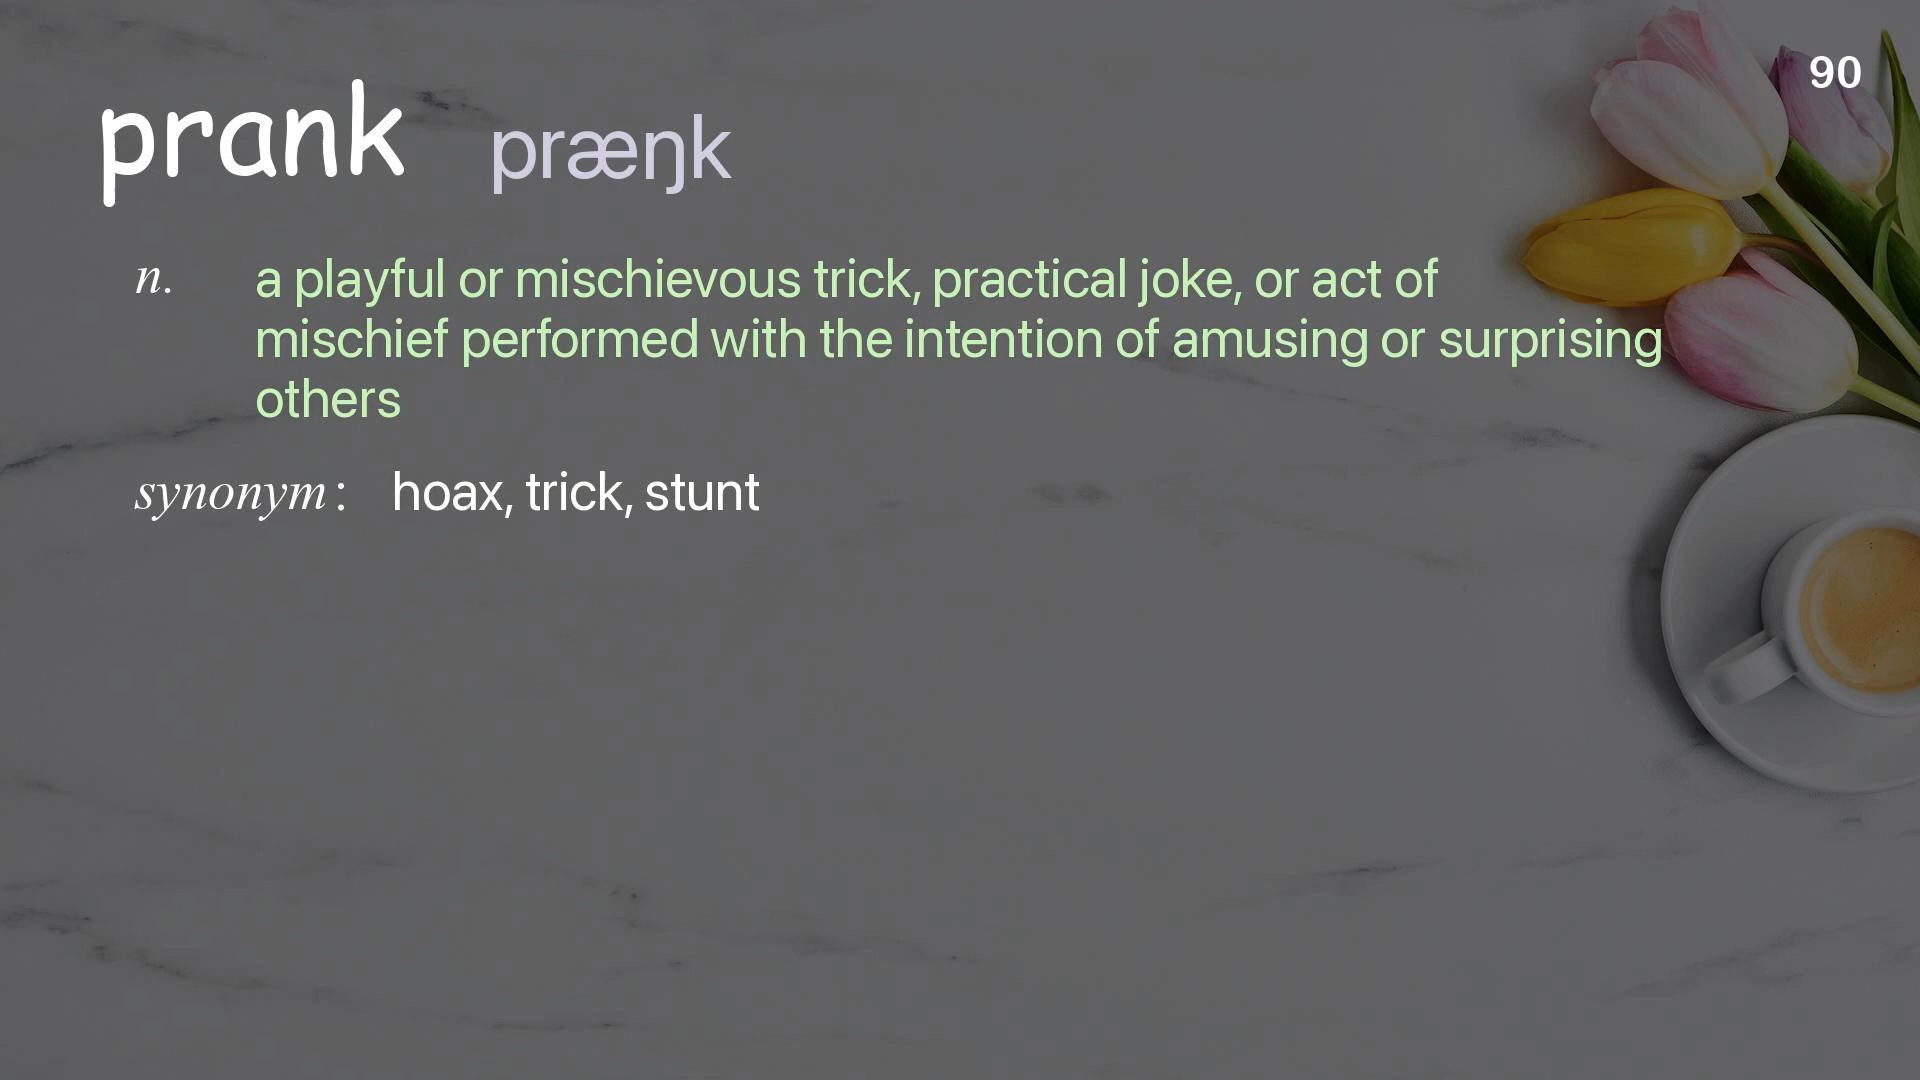 90
prank prænk
n. a playful or mischievous trick, practical joke, or act of
mischief performed with the intention of amusing or surprising
others
synonym: hoax, trick, stunt